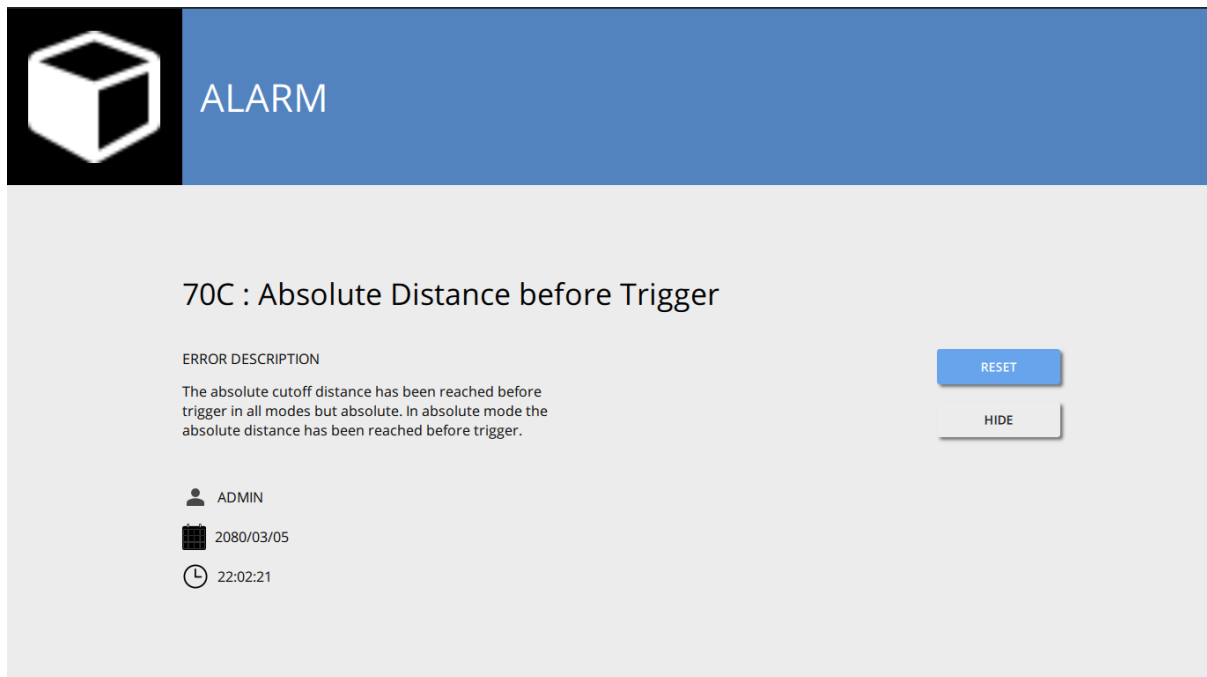 ALARM
70C : Absolute Distance before Trigger
ERROR DESCRIPTION
The absolute cutoff distance has been reached before
trigger in all modes but absolute. In absolute mode the
absolute distance has been reached before trigger.
RESET
HIDE
ADMIN
2080/03/05
22:02:21